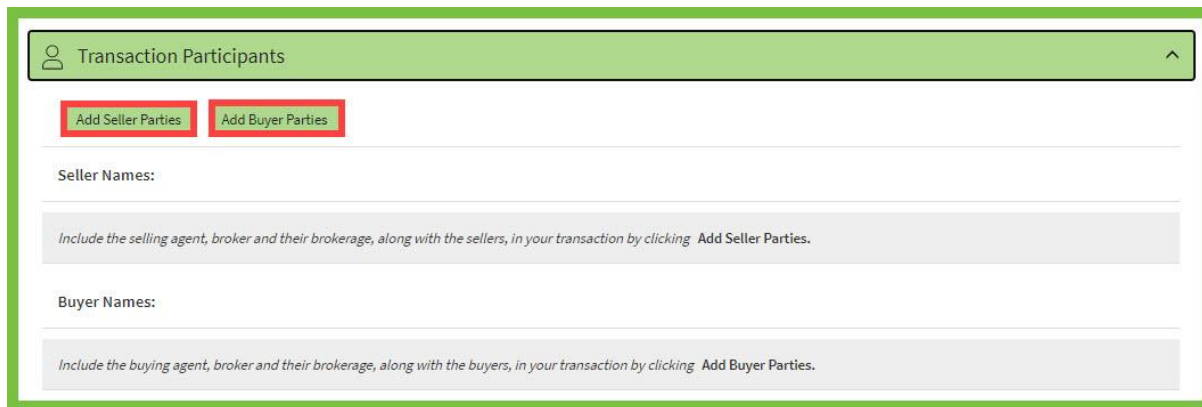 Transaction Participants
Add Seller Parties Add Buyer Parties
Seller Names:
Include the selling agent, broker and their brokerage, along with the sellers, in your transaction by clicking Add Seller Parties.
Buyer Names:
Include the buying agent, broker and their brokerage, along with the buyers, in your transaction by clicking Add Buyer Parties.